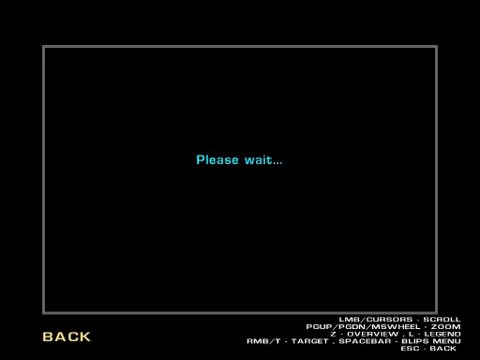 Please wait...
LMB/CURSORS - SCROLL
PGUP/PGDN/MSWHEEL - ZOOM
Z - OVERVIEW , L - LEGEND
RMB/T - TARGET , SPACEBAR - BLIPS MENU
ESC - BACK
BACK